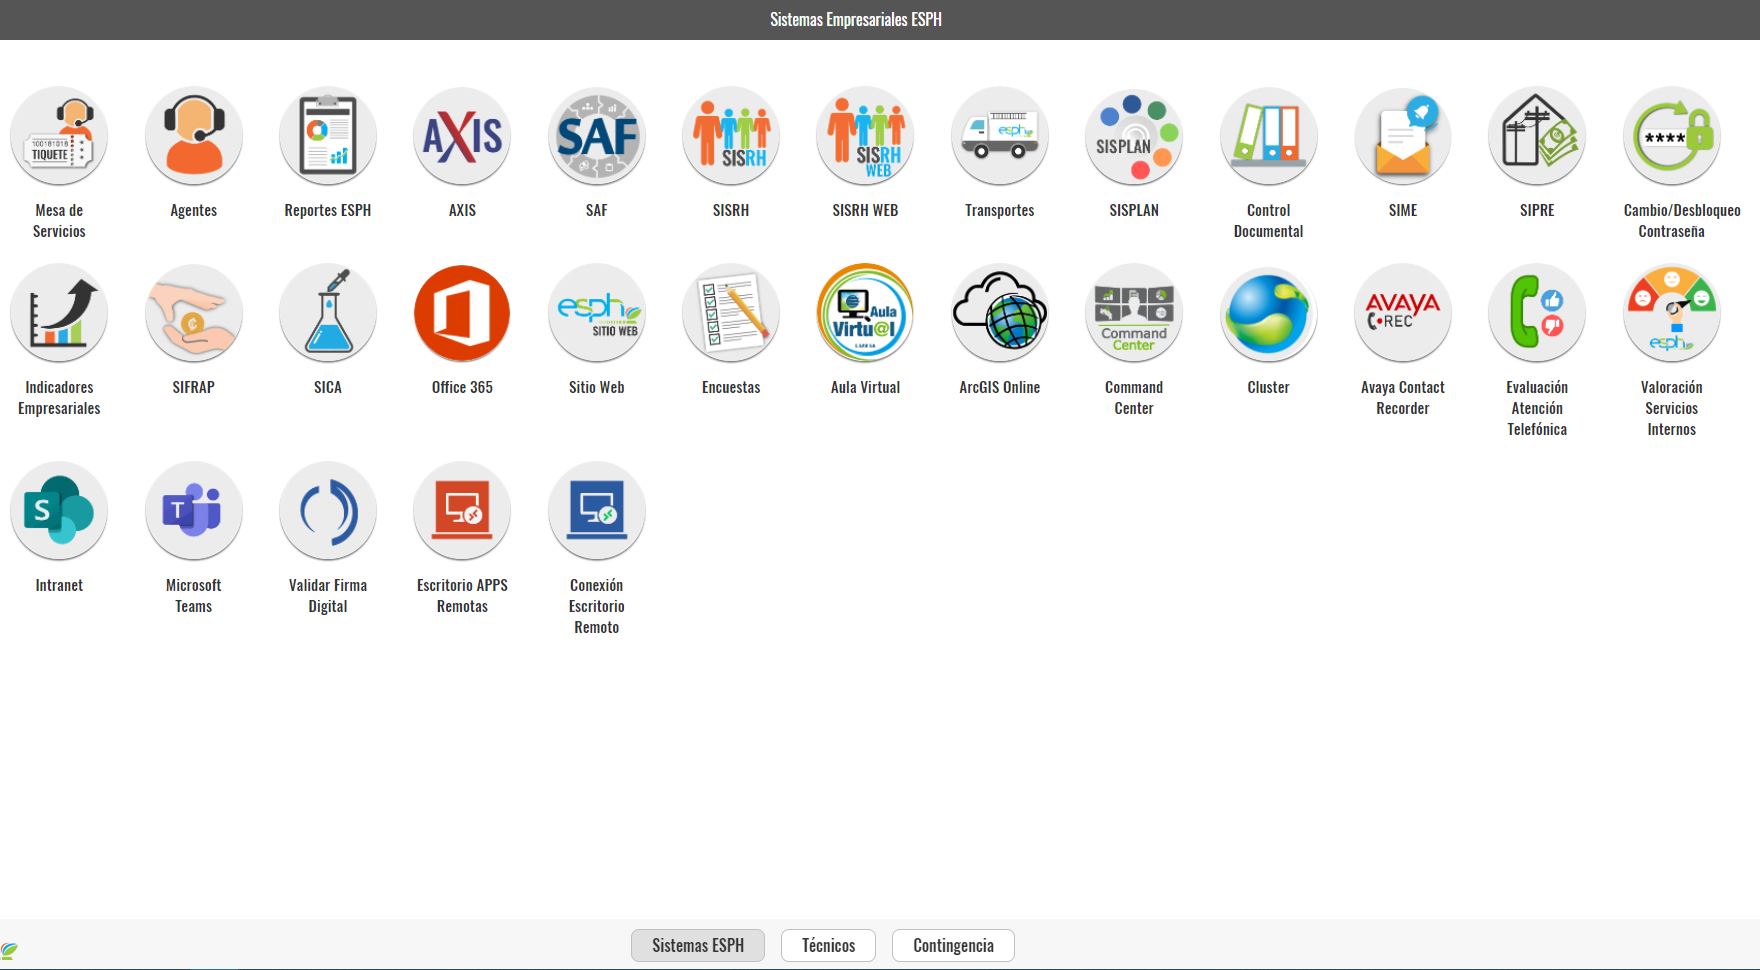 Sistemas Empresariales ESPH
100181018
TIQUETE
AXIS
SAF
SISRH
SISRH
WEB
esph
SISPLAN
****
Mesa de
Servicios
Agentes
Reportes ESPH
AXIS
SAF
SISRH
SISRH WEB
Transportes
SISPLAN
Control
Documental
SIME
SIPRE
Cambio/Desbloqueo
Contraseña
esph
SITIO WEB
Aula
Virtu@l
Command
Center
AVAYA
REC
esph
Indicadores
Empresariales
SIFRAP
SICA
Office 365
Sitio Web
Encuestas
Aula Virtual
ArcGIS Online
Command
Center
Cluster
Avaya Contact
Recorder
Evaluación
Atención
Telefónica
Valoración
Servicios
Internos
S
T
Intranet
Microsoft
Teams
Validar Firma
Digital
Escritorio APPS
Remotas
Conexión
Escritorio
Remoto
Sistemas ESPH
Técnicos
Contingencia